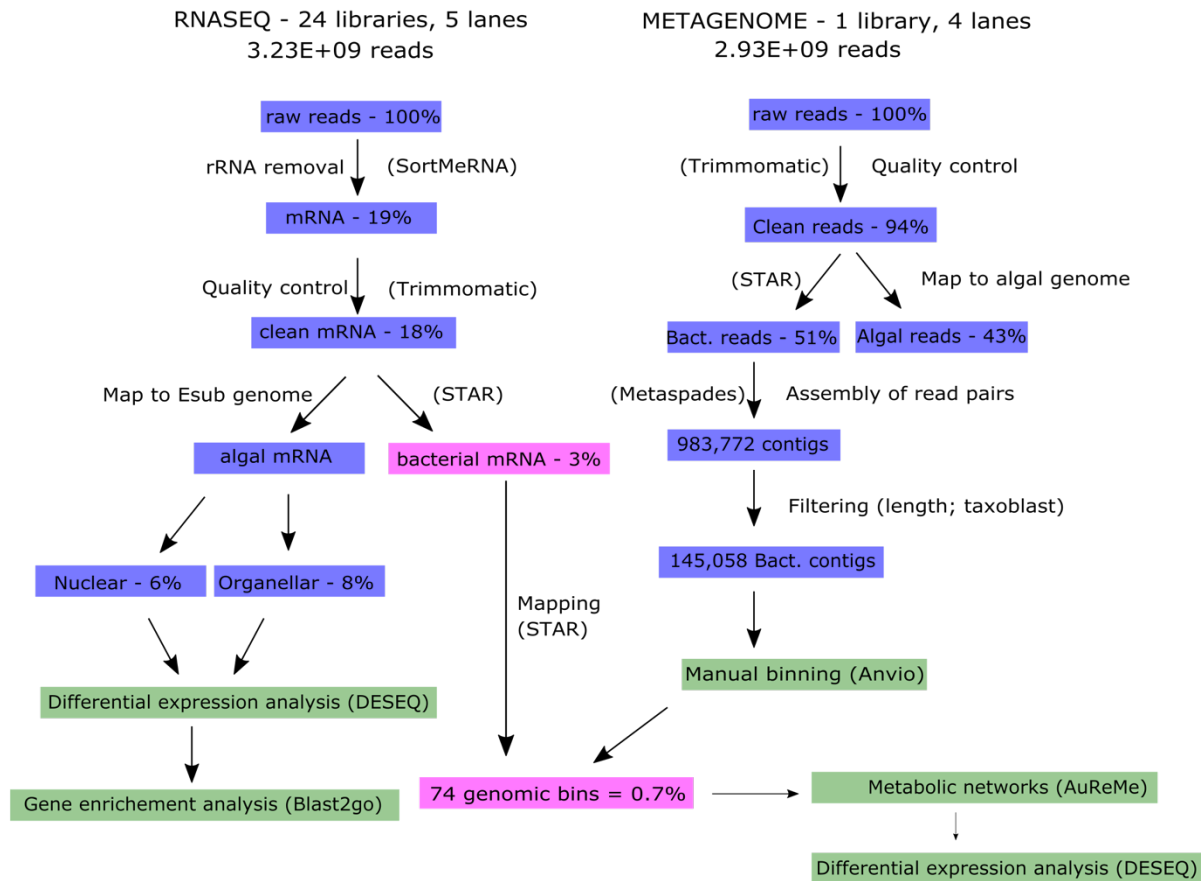 RNASEQ - 24 libraries, 5 lanes
3.23E+09 reads
raw reads - 100%
rRNA removal
(SortMeRNA)
mRNA - 19%
Quality control
(Trimmomatic)
clean mRNA - 18%
Map to Esub genome
(STAR)
algal mRNA
bacterial mRNA - 3%
Nuclear - 6%
Organellar - 8%
Mapping
(STAR)
Differential expression analysis (DESEQ)
Gene enrichement analysis (Blast2go)
METAGENOME - 1 library, 4 lanes
2.93E+09 reads
raw reads - 100%
(Trimmomatic)
Quality control
Clean reads - 94%
(STAR)
Map to algal genome
Bact. reads - 51%
Algal reads - 43%
(Metaspades)
Assembly of read pairs
983,772 contigs
Filtering (length; taxoblast)
145,058 Bact. contigs
Manual binning (Anvio)
74 genomic bins = 0.7%
Metabolic networks (AuReMe)
Differential expression analysis (DESEQ)